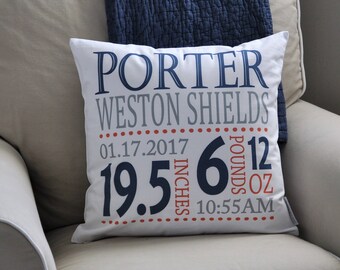 PORTER
WESTON SHIELDS
01.17.2017
19.5 INCHES
6 POUNDS
12 OZ
10:55AM